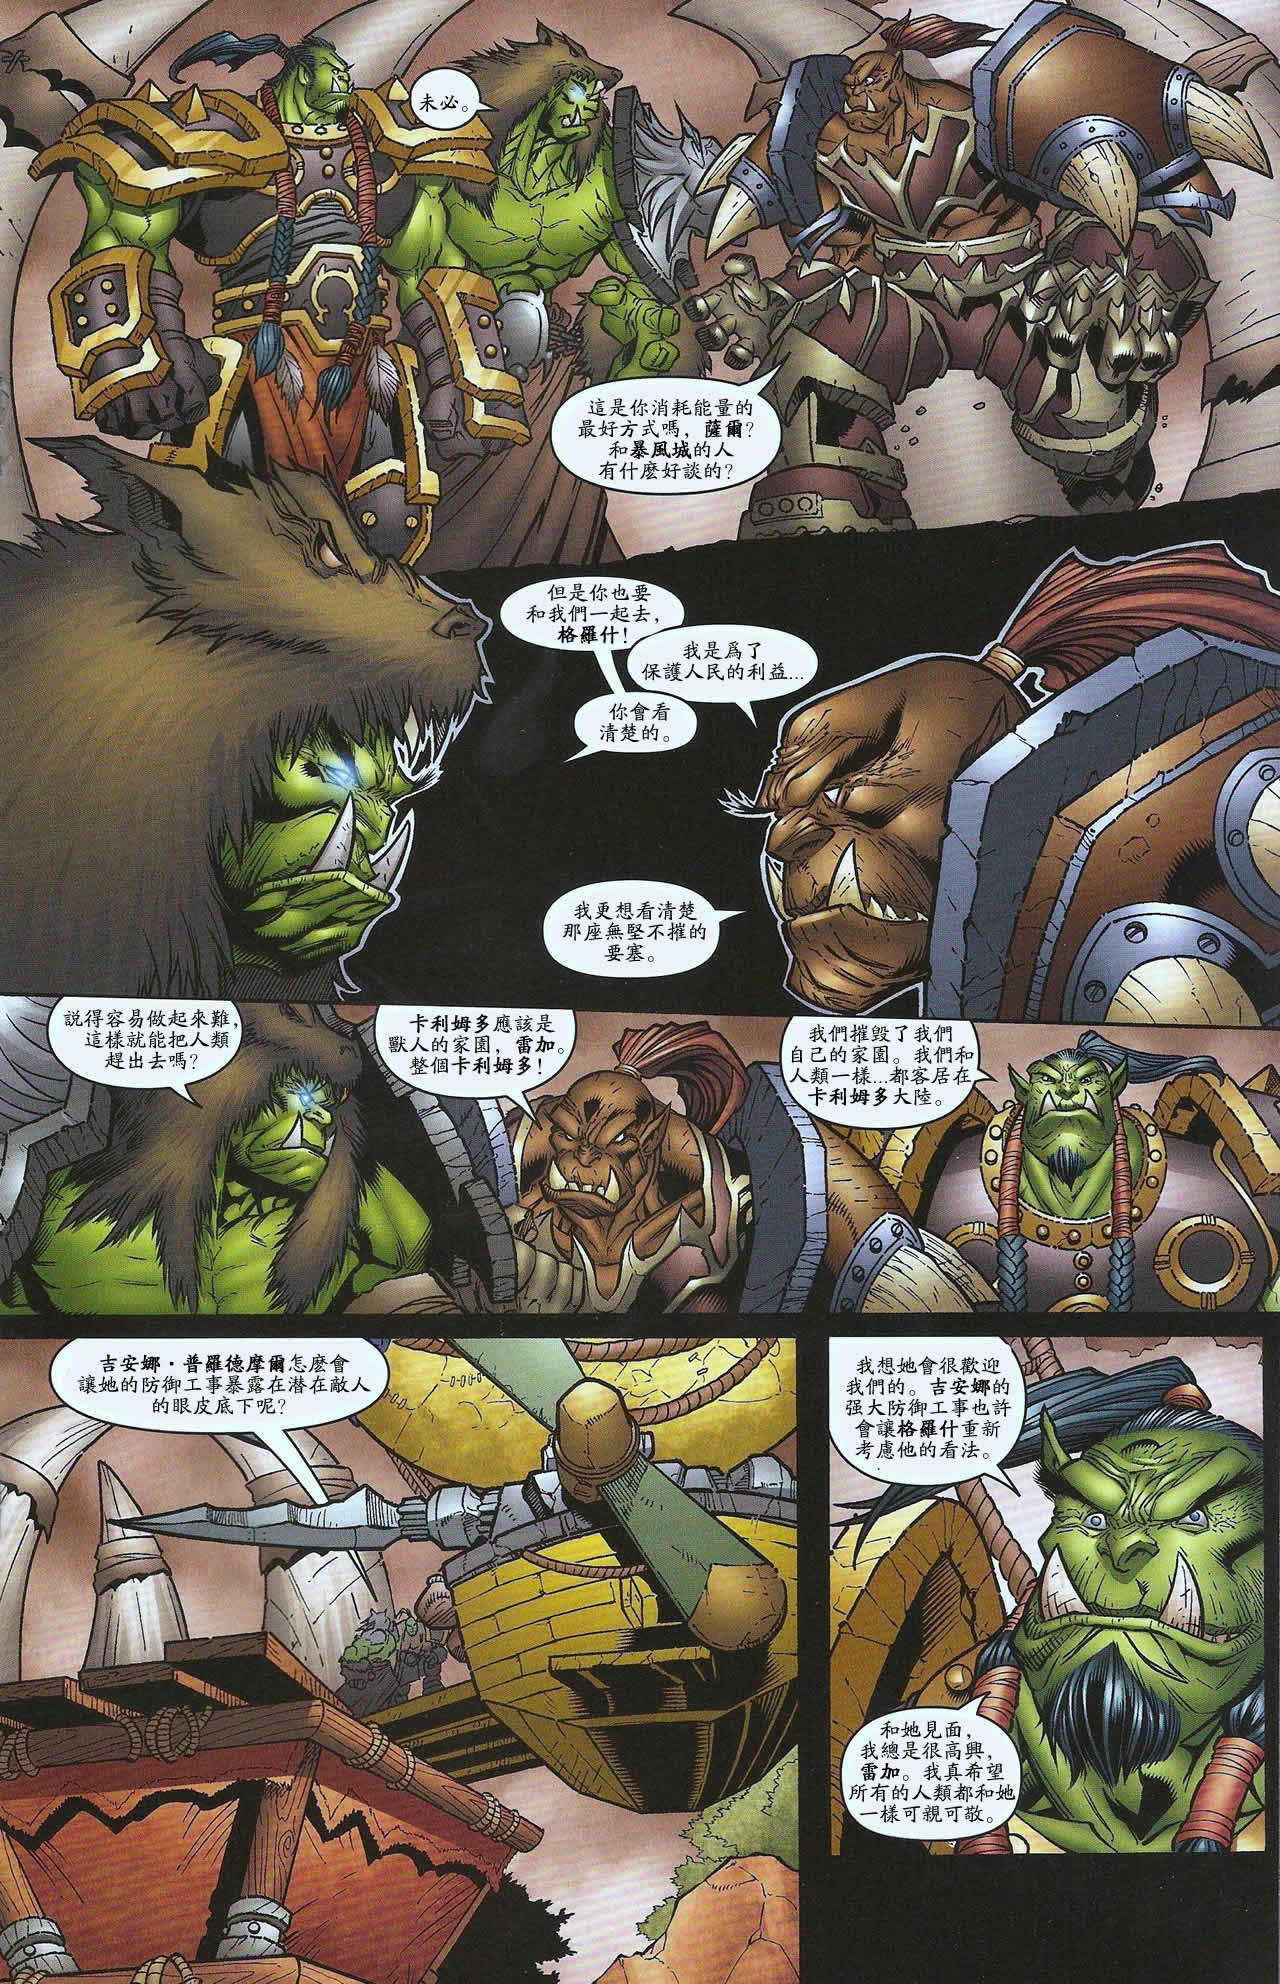 未必。
這是你消耗能量的
最好方式嗎，薩爾？
和暴風城的人
有什麽好談的？
但是你也要
和我們一起去，
格羅什！
我是爲了
保護人民的利益…
你會看
清楚的。
我更想看清楚
那座無堅不摧的
要塞。
説得容易做起來難，
這樣就能把人類
趕出去嗎？
卡利姆多應該是
獸人的家園，雷加。
整個卡利姆多！
我們摧毀了我們
自己的家園。我們和
人類一樣…都客居在
卡利姆多大陸。
吉安娜·普羅德摩爾怎麽會
讓她的防御工事暴露在潜在敵人
的眼皮底下呢？
我想她會很歡迎
我們的。吉安娜的
强大防御工事也許
會讓格羅什重新
考慮他的看法。
和她見面，
我總是很高興，
雷加。我真希望
所有的人類都和她
一樣可親可敬。